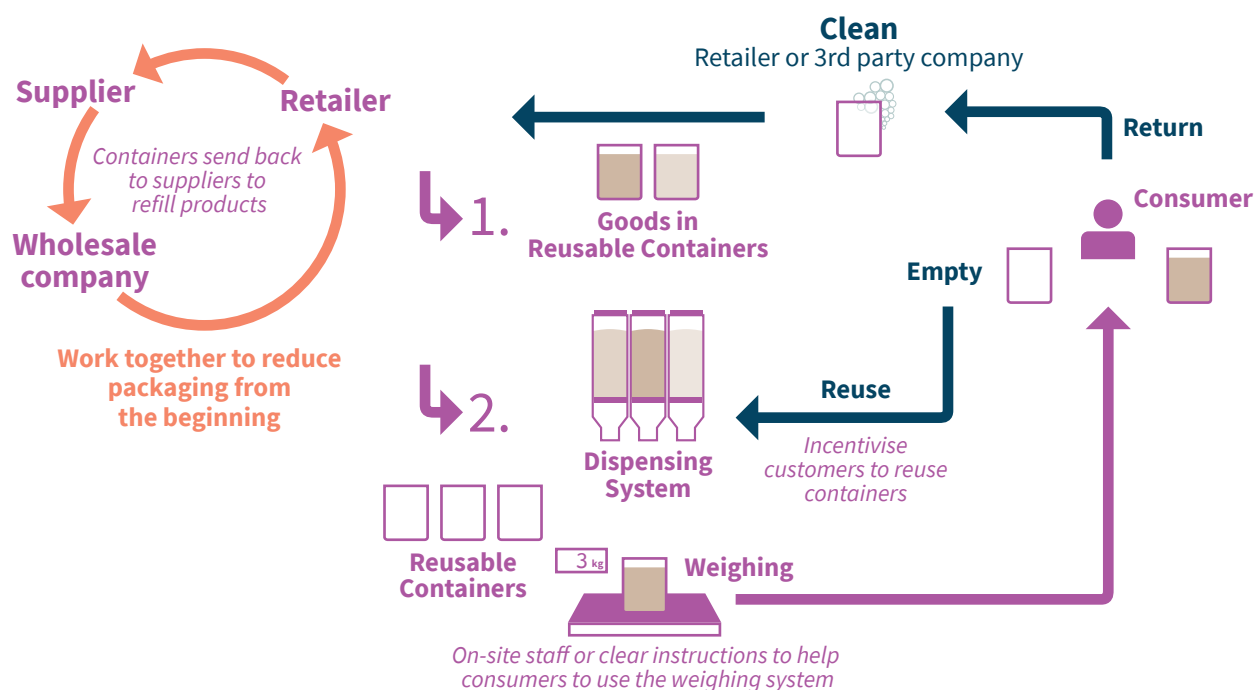 Clean
Retailer or 3rd party company
Supplier
Retailer
Return
Containers send back
to suppliers to
refill products
Consumer
1.
Goods in
Reusable Containers
Wholesale
company
Empty
Work together to reduce
packaging from
the beginning
2.
Reuse
Dispensing
System
Incentivise
customers to reuse
containers
Reusable
Containers
3 kg
Weighing
On-site staff or clear instructions to help
consumers to use the weighing system